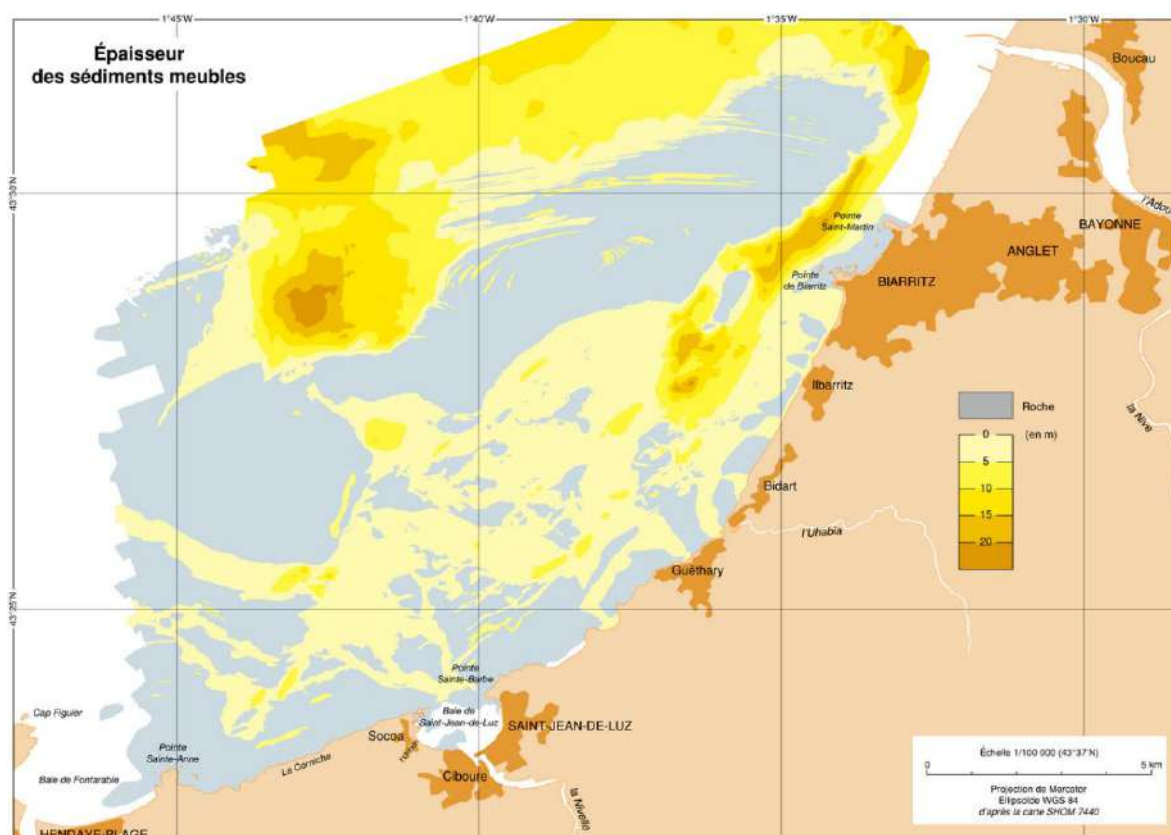 1°45'W
1°40'W
1°35'W
1°30'W
Épaisseur
des sédiments meubles
Boucau
43°30'N
l'Adour
Pointe
Saint-Martin
BAYONNE
ANGLET
Pointe
de Biarritz
BIARRITZ
Ilbarritz
la Nive
Roche
0
(en m)
5
10
15
20
Bidart
l'Uhabia
Guéthary
43°25'N
Pointe
Sainte-Barbe
Cap Figuier
Baie de
Saint-Jean-de-Luz
SAINT-JEAN-DE-LUZ
Socoa
l'Untxin
Pointe
Sainte-Anne
La Corniche
Ciboure
Baie de Fontarabie
la Nivelle
HENDAYE-PLAGE
Échelle 1/100 000 (43°37'N)
0
5 km
Projection de Mercator
Ellipsoïde WGS 84
d'après la carte SHOM 7440